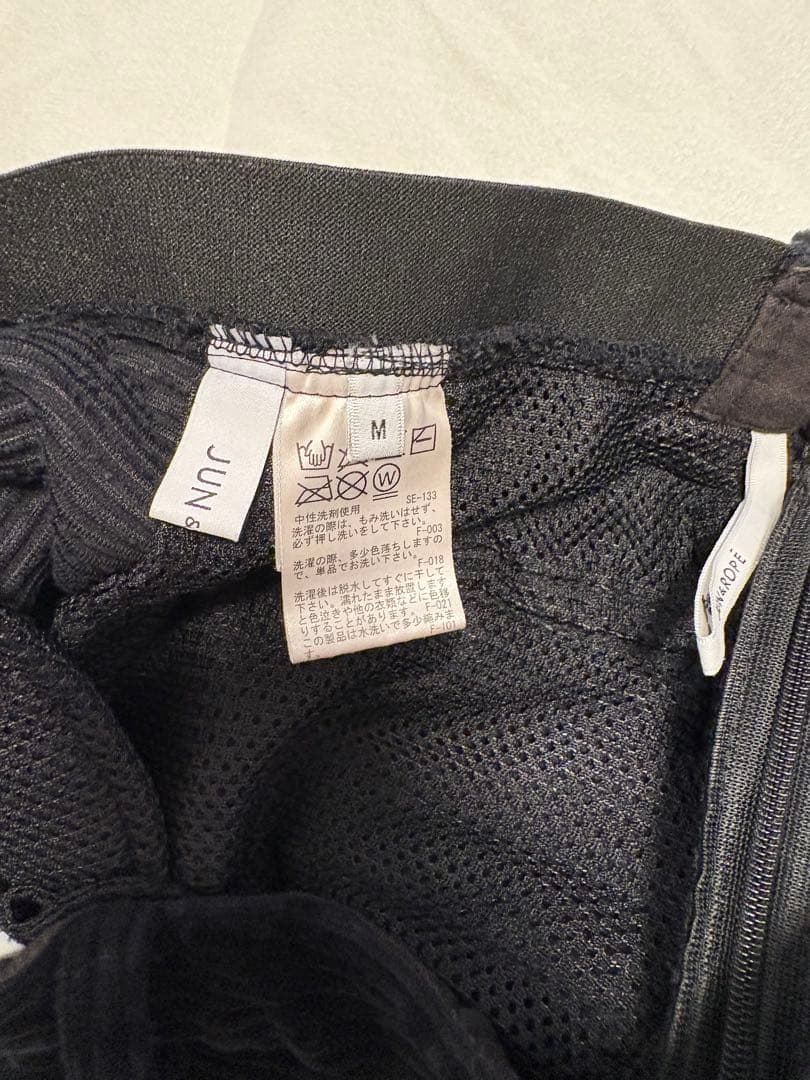 JUN &
M
W
SE-133
中性洗剤使用
洗濯の際は、もみ洗いはせず、
必ず押し洗いをして下さい。
F-003
洗濯の際、多少色落ちしますの
で、単品でお洗い下さい。
F-018
洗濯後は脱水してすぐに干して
下さい。濡れたまま放置します
と色泣きや他の衣類などに色移
りすることがあります。
F-021
この製品は水洗いで多少縮みま
す。
F-101
&ROPE